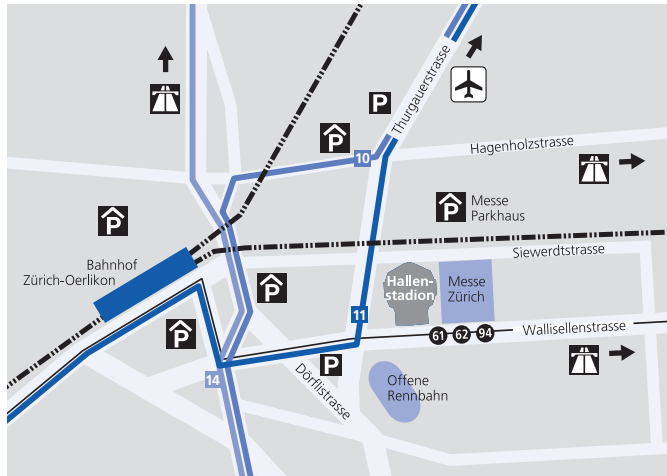 Thurgauerstrasse
P
P
10
Hagenholzstrasse
P
Messe
Parkhaus
P
Bahnhof
Zürich-Oerlikon
Siewerdtstrasse
Hallen-
stadion
Messe
Zürich
P
11
P
61 62 94
Wallisellenstrasse
P
14
Dörflistrasse
Offene
Rennbahn